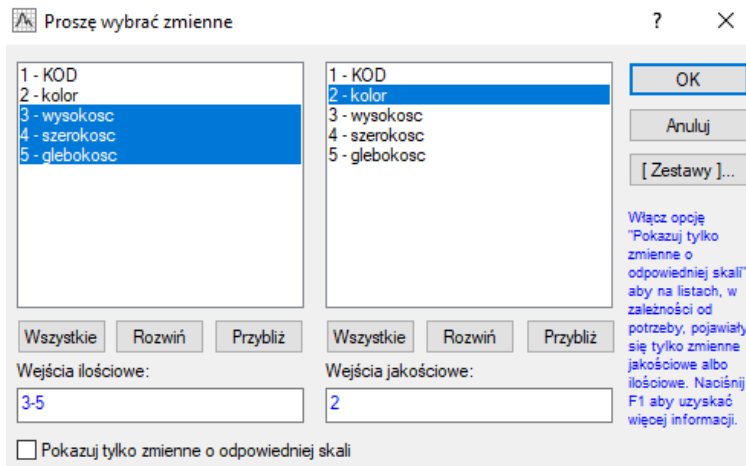 Proszę wybrać zmienne
?
1 - KOD
2 - kolor
3 - wysokosc
4 - szerokosc
5 - glebokosc
Wszystkie
Rozwiń
Przybliż
Wejścia ilościowe:
3-5
1 - KOD
2 - kolor
3 - wysokosc
4 - szerokosc
5 - glebokosc
Wszystkie
Rozwiń
Przybliż
Wejścia jakościowe:
2
OK
Anuluj
[ Zestawy ]...
Włącz opcję
"Pokazuj tylko
zmienne o
odpowiedniej skali"
aby na listach, w
zależności od
potrzeby, pojawiały
się tylko zmienne
jakościowe albo
ilościowe. Naciśnij
F1 aby uzyskać
więcej informacji.
Pokazuj tylko zmienne o odpowiedniej skali